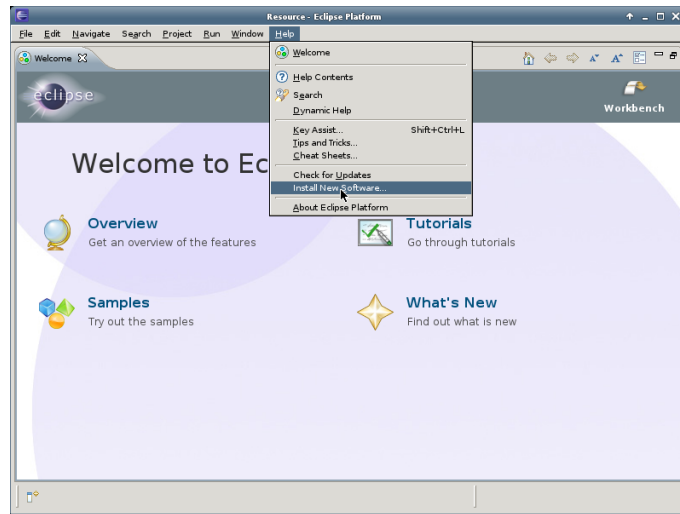 Resource - Eclipse Platform
File Edit Navigate Search Project Run Window Help
Welcome
Welcome
Help Contents
Search
Dynamic Help
Key Assist... Shift+Ctrl+L
Tips and Tricks...
Cheat Sheets...
Check for Updates
Install New Software...
About Eclipse Platform
eclipse
Workbench
Welcome to Ec
Overview
Get an overview of the features
Tutorials
Go through tutorials
Samples
Try out the samples
What's New
Find out what is new